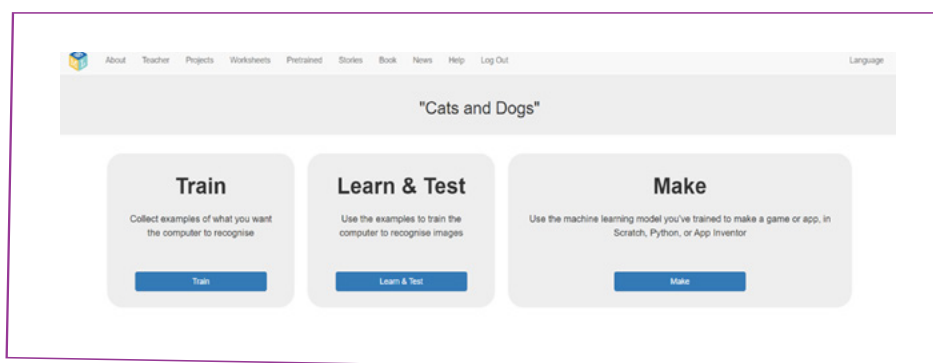 About Teacher Projects Worksheets Pretrained Stories Book News Help Log Out Language
"Cats and Dogs"
Train
Collect examples of what you want
the computer to recognise
Train
Learn & Test
Use the examples to train the
computer to recognise images
Learn & Test
Make
Use the machine learning model you've trained to make a game or app, in
Scratch, Python, or App Inventor
Make